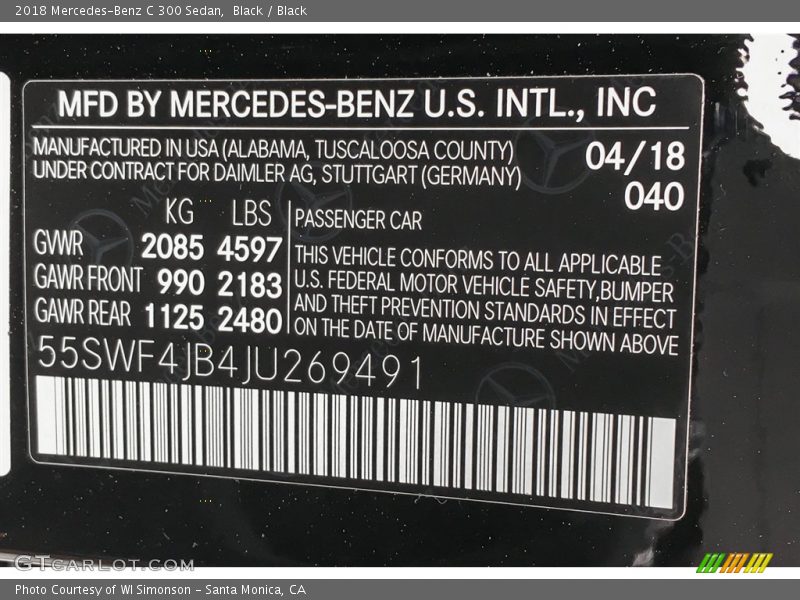 2018 Mercedes-Benz C 300 Sedan, Black / Black
MFD BY MERCEDES-BENZ U.S. INTL., INC
MANUFACTURED IN USA (ALABAMA, TUSCALOOSA COUNTY)
UNDER CONTRACT FOR DAIMLER AG, STUTTGART (GERMANY)
04/18
040
KG LBS
GVWR 2085 4597
GAWR FRONT 990 2183
GAWR REAR 1125 2480
PASSENGER CAR
THIS VEHICLE CONFORMS TO ALL APPLICABLE
U.S. FEDERAL MOTOR VEHICLE SAFETY,BUMPER
AND THEFT PREVENTION STANDARDS IN EFFECT
ON THE DATE OF MANUFACTURE SHOWN ABOVE
55SWF4JB4JU269491
GTCARLOT.COM
Photo Courtesy of WI Simonson - Santa Monica, CA